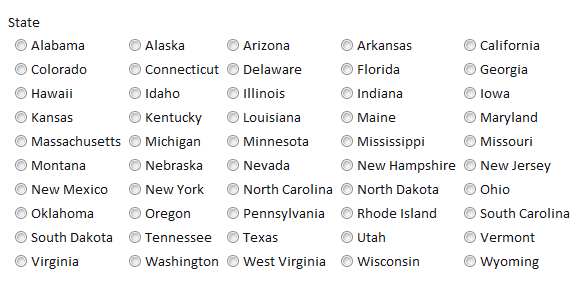 State
Alabama Alaska Arizona Arkansas California
Colorado Connecticut Delaware Florida Georgia
Hawaii Idaho Illinois Indiana Iowa
Kansas Kentucky Louisiana Maine Maryland
Massachusetts Michigan Minnesota Mississippi Missouri
Montana Nebraska Nevada New Hampshire New Jersey
New Mexico New York North Carolina North Dakota Ohio
Oklahoma Oregon Pennsylvania Rhode Island South Carolina
South Dakota Tennessee Texas Utah Vermont
Virginia Washington West Virginia Wisconsin Wyoming